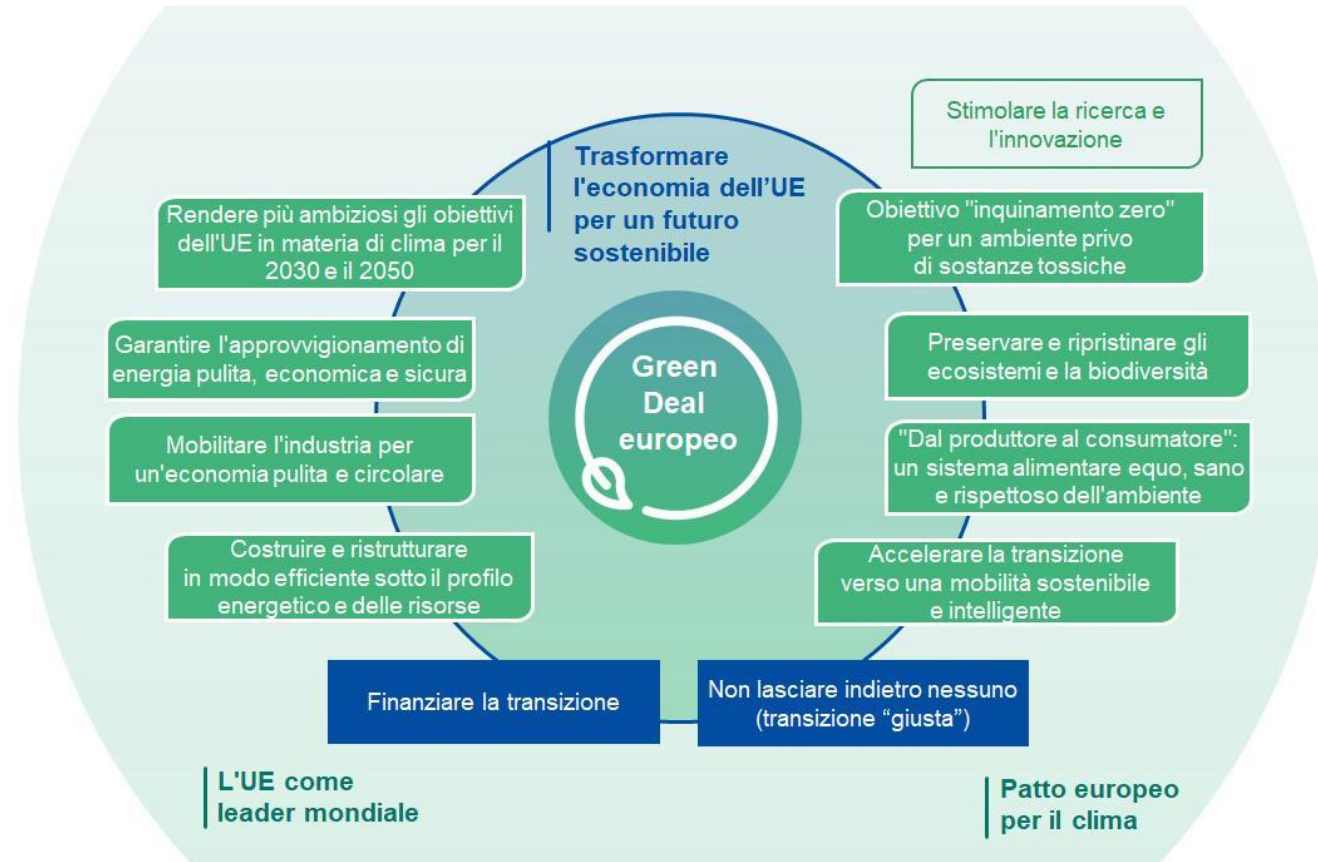 Stimolare la ricerca e
l'innovazione
Trasformare
l'economia dell’UE
per un futuro
sostenibile
Rendere più ambiziosi gli obiettivi
dell'UE in materia di clima per il
2030 e il 2050
Obiettivo "inquinamento zero"
per un ambiente privo
di sostanze tossiche
Garantire l'approvvigionamento di
energia pulita, economica e sicura
Preservare e ripristinare gli
ecosistemi e la biodiversità
Green
Deal
europeo
Mobilitare l'industria per
un'economia pulita e circolare
"Dal produttore al consumatore":
un sistema alimentare equo, sano
e rispettoso dell'ambiente
Costruire e ristrutturare
in modo efficiente sotto il profilo
energetico e delle risorse
Accelerare la transizione
verso una mobilità sostenibile
e intelligente
Finanziare la transizione
Non lasciare indietro nessuno
(transizione “giusta”)
L'UE come
leader mondiale
Patto europeo
per il clima